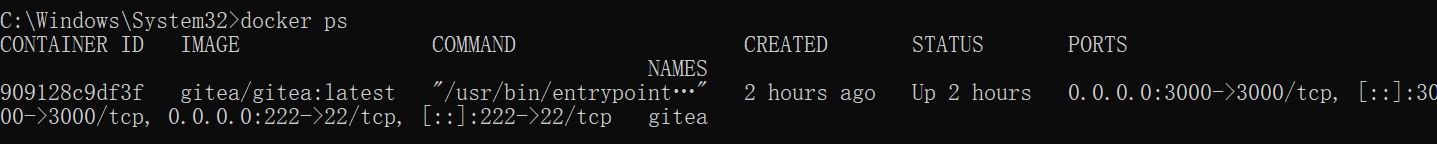 C:\Windows\System32>docker ps
CONTAINER ID   IMAGE                COMMAND                   CREATED       STATUS       PORTS
                                                  NAMES
909128c9df3f   gitea/gitea:latest   "/usr/bin/entrypoint…"   2 hours ago   Up 2 hours   0.0.0.0:3000->3000/tcp, [::]:30
00->3000/tcp, 0.0.0.0:222->22/tcp, [::]:222->22/tcp   gitea